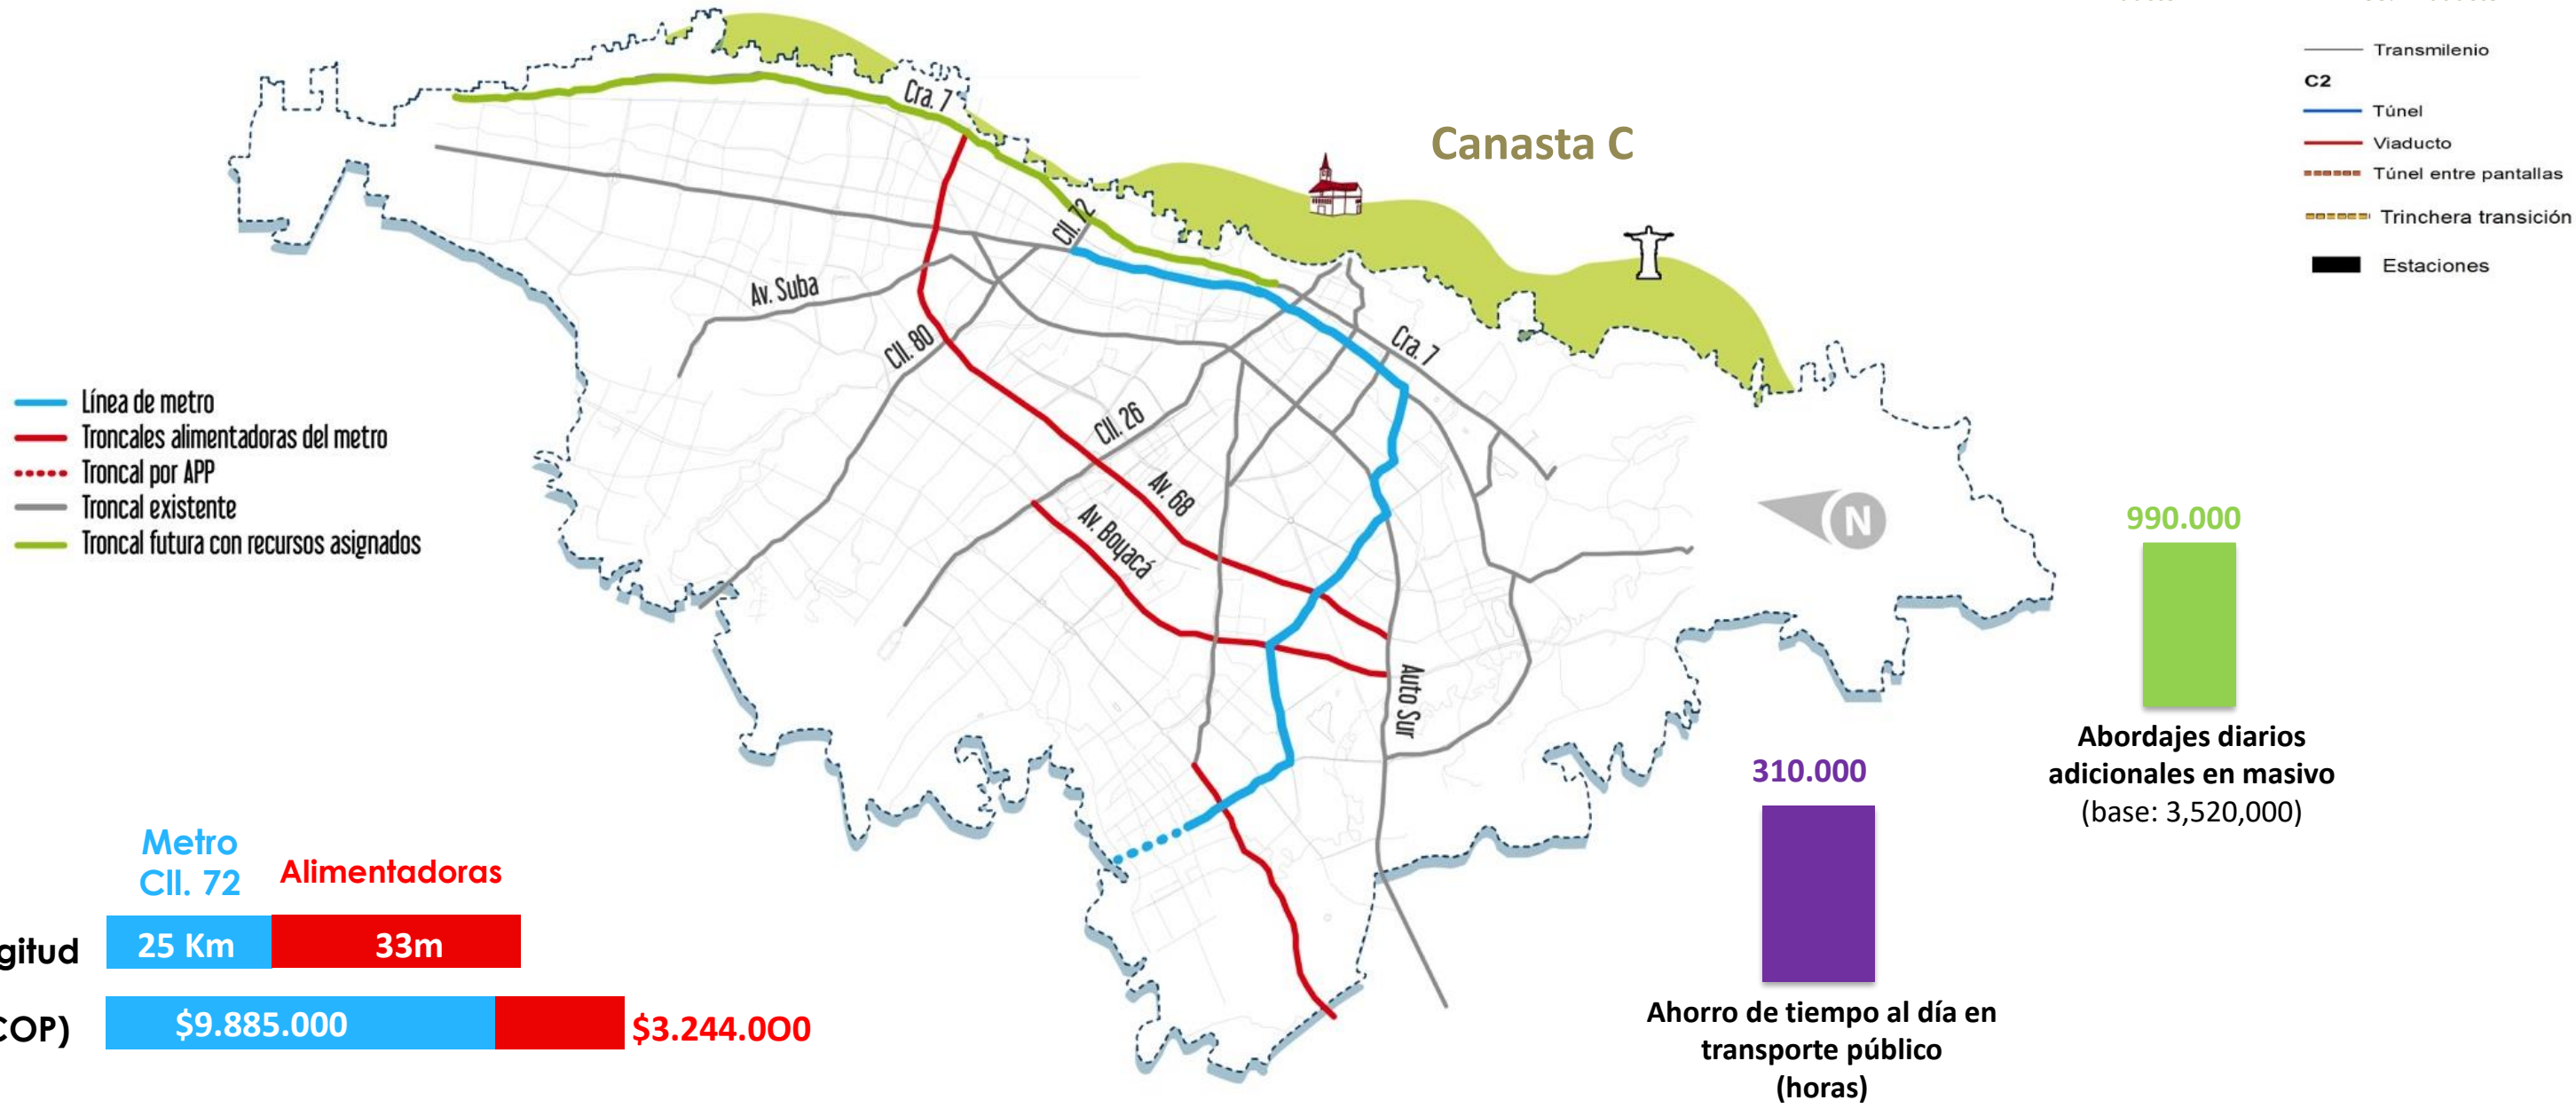 Transmilenio
C2
Túnel
Viaducto
Túnel entre pantallas
Trinchera transición
Estaciones
Canasta C
Cra. 7
Cll. 72
Av. Suba
Cll. 80
Cra. 7
Cll. 26
Av. 68
Av. Boyacá
Auto Sur
N
Línea de metro
Troncales alimentadoras del metro
Troncal por APP
Troncal existente
Troncal futura con recursos asignados
990.000
Abordajes diarios
adicionales en masivo
(base: 3,520,000)
310.000
Ahorro de tiempo al día en
transporte público
(horas)
Metro
Cll. 72
Alimentadoras
gitud
25 Km
33m
COP)
$9.885.000
$3.244.000